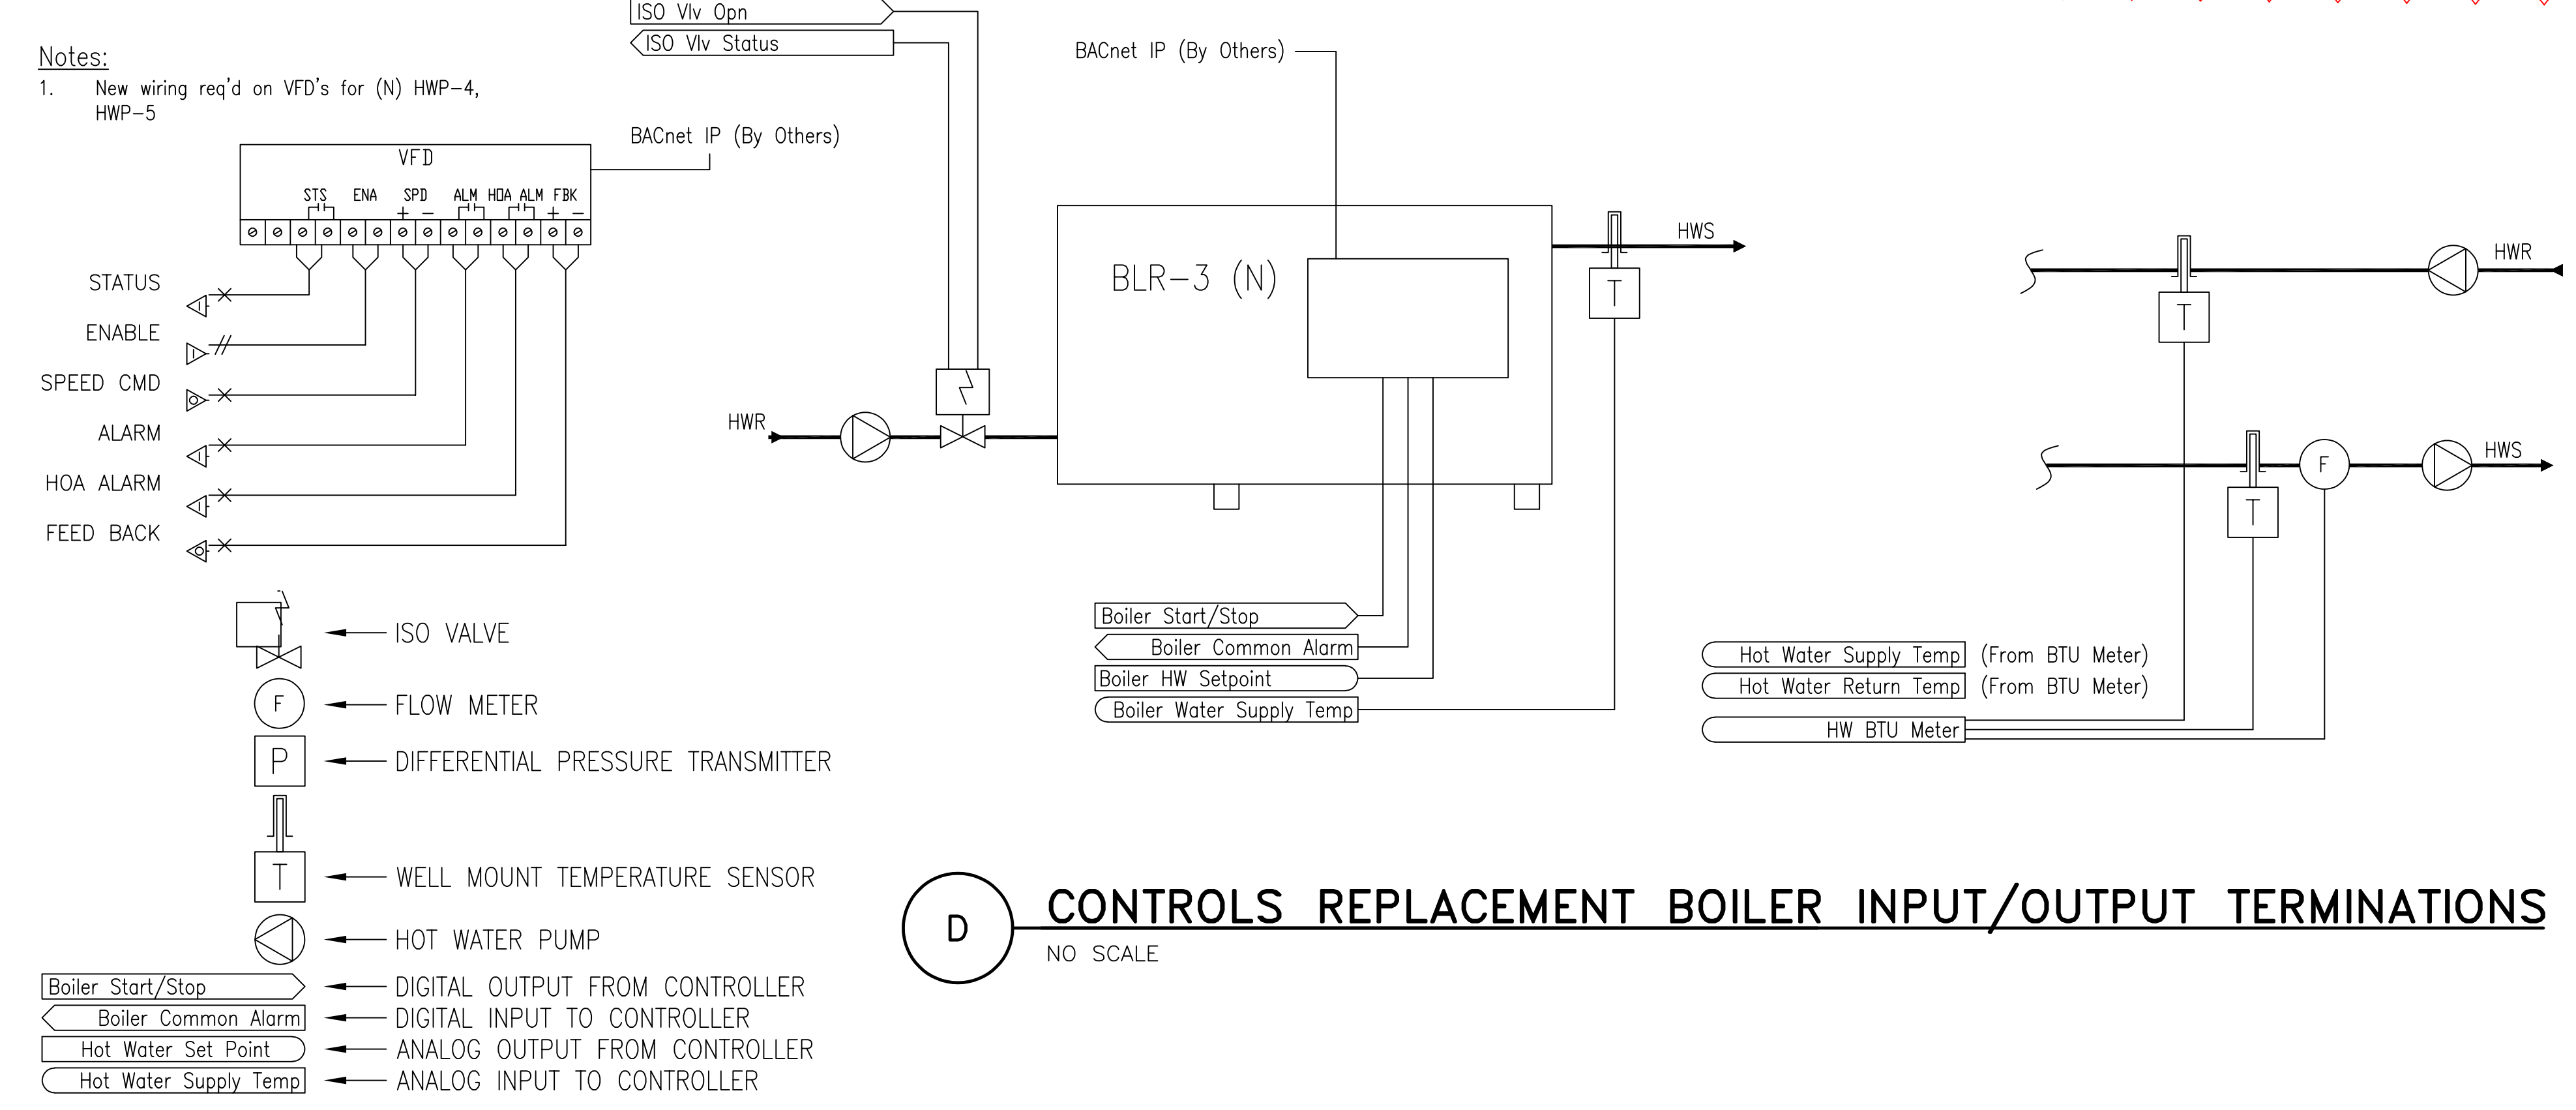 ISO Vlv Opn
ISO Vlv Status
Notes:
1. New wiring req'd on VFD's for (N) HWP-4,
HWP-5
BACnet IP (By Others)
VFD
STS ENA SPD ALM HOA ALM FBK
+ - + -
STATUS
ENABLE
SPEED CMD
ALARM
HOA ALARM
FEED BACK
BACnet IP (By Others)
BLR-3 (N)
HWS
T
HWR
Boiler Start/Stop
Boiler Common Alarm
Boiler HW Setpoint
Boiler Water Supply Temp
HWR
T
HWS
F
T
Hot Water Supply Temp (From BTU Meter)
Hot Water Return Temp (From BTU Meter)
HW BTU Meter
ISO VALVE
F FLOW METER
P DIFFERENTIAL PRESSURE TRANSMITTER
T WELL MOUNT TEMPERATURE SENSOR
HOT WATER PUMP
Boiler Start/Stop DIGITAL OUTPUT FROM CONTROLLER
Boiler Common Alarm DIGITAL INPUT TO CONTROLLER
Hot Water Set Point ANALOG OUTPUT FROM CONTROLLER
Hot Water Supply Temp ANALOG INPUT TO CONTROLLER
D CONTROLS REPLACEMENT BOILER INPUT/OUTPUT TERMINATIONS
NO SCALE